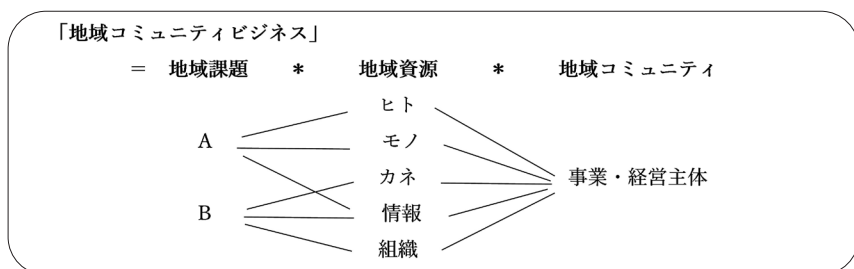 「地域コミュニティビジネス」
= 地域課題 * 地域資源 * 地域コミュニティ
ヒト
A モノ
カネ 事業・経営主体
B 情報
組織